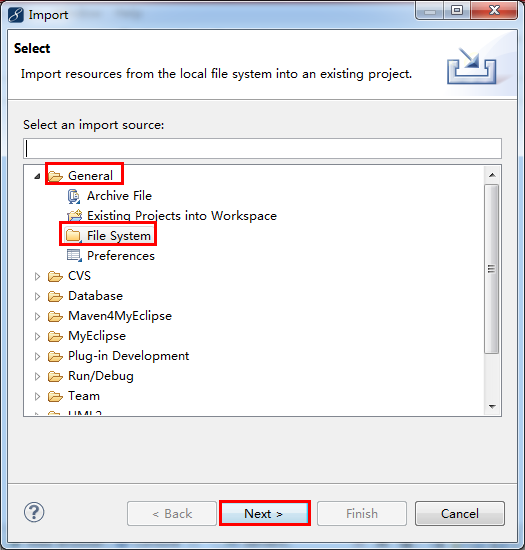 Import
Select
Import resources from the local file system into an existing project.
Select an import source:
General
Archive File
Existing Projects into Workspace
File System
Preferences
CVS
Database
Maven4MyEclipse
MyEclipse
Plug-in Development
Run/Debug
Team
UML2
?
< Back
Next >
Finish
Cancel